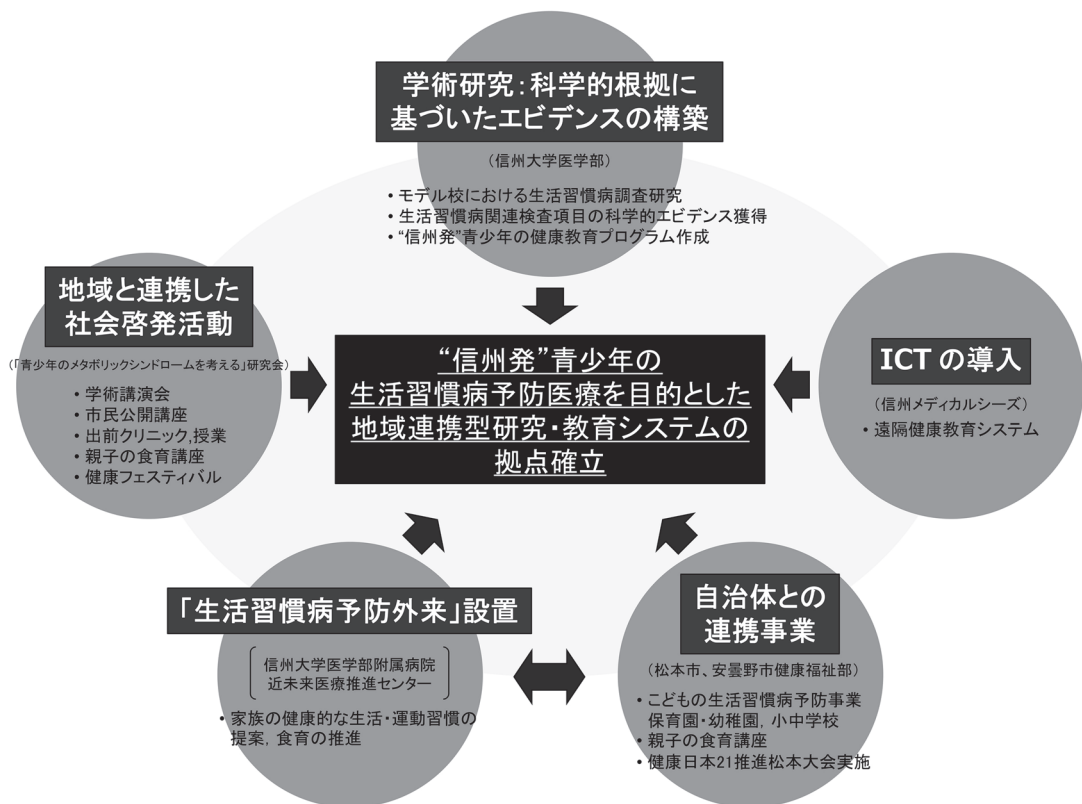 学術研究：科学的根拠に
基づいたエビデンスの構築
（信州大学医学部）
・モデル校における生活習慣病調査研究
・生活習慣病関連検査項目の科学的エビデンス獲得
・“信州発”青少年の健康教育プログラム作成
地域と連携した
社会啓発活動
（「青少年のメタボリックシンドロームを考える」研究会）
・学術講演会
・市民公開講座
・出前クリニック,授業
・親子の食育講座
・健康フェスティバル
“信州発”青少年の
生活習慣病予防医療を目的とした
地域連携型研究・教育システムの
拠点確立
ICT の導入
（信州メディカルシーズ）
・遠隔健康教育システム
「生活習慣病予防外来」設置
信州大学医学部附属病院
近未来医療推進センター
・家族の健康的な生活・運動習慣の
提案, 食育の推進
自治体との
連携事業
（松本市、安曇野市健康福祉部）
・こどもの生活習慣病予防事業
保育園・幼稚園, 小中学校
・親子の食育講座
・健康日本21推進松本大会実施